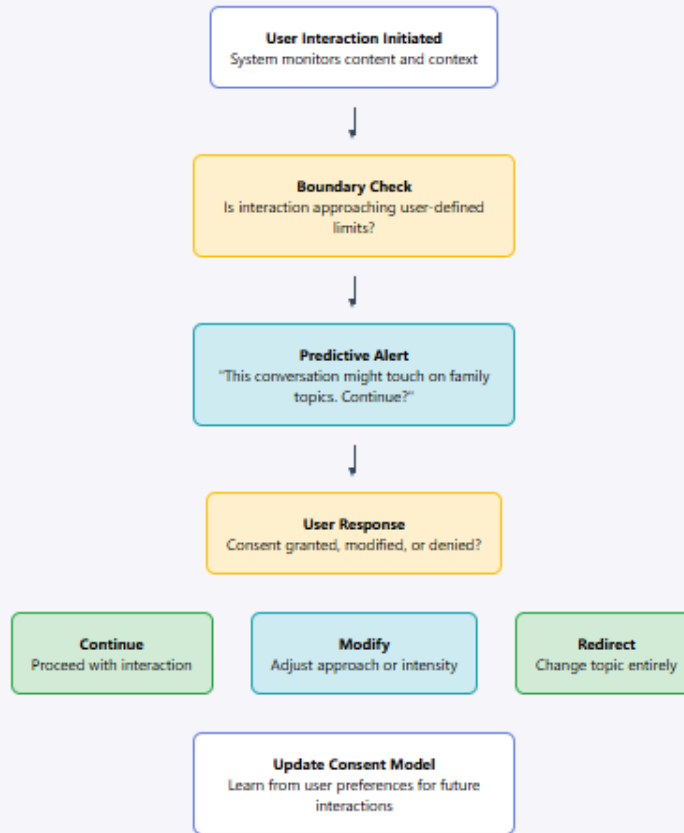 User Interaction Initiated
System monitors content and context
Boundary Check
Is interaction approaching user-defined
limits?
Predictive Alert
"This conversation might touch on family
topics. Continue?"
User Response
Consent granted, modified, or denied?
Continue
Proceed with interaction
Modify
Adjust approach or intensity
Redirect
Change topic entirely
Update Consent Model
Learn from user preferences for future
interactions